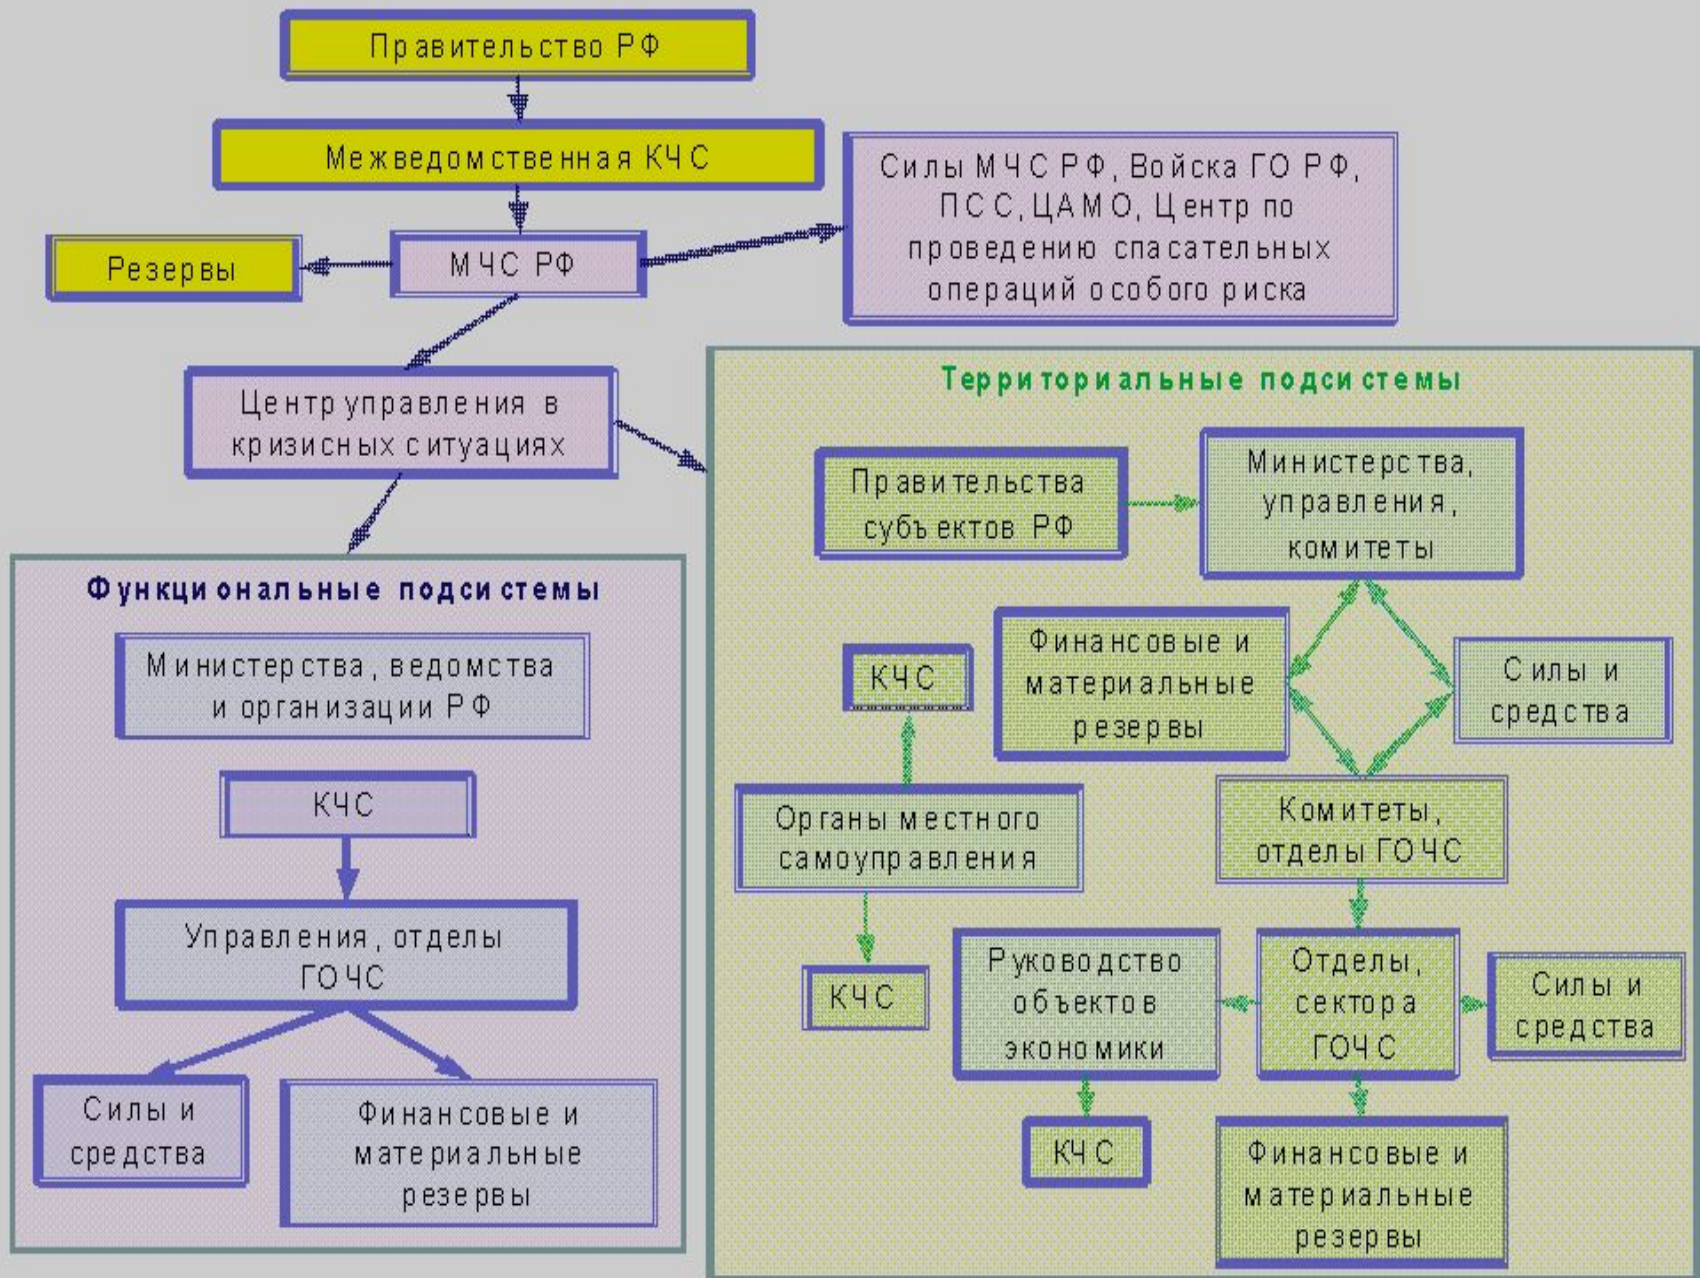 Правительство РФ
Межведомственная КЧС
Силы МЧС РФ, Войска ГО РФ,
ПСС, ЦАМО, Центр по
проведению спасательных
операций особого риска
Резервы
МЧС РФ
Центр управления в
кризисных ситуациях
Территориальные подсистемы
Правительства
субъектов РФ
Министерства,
управления,
комитеты
Финансовые и
материальные
резервы
Силы и
средства
КЧС
Органы местного
самоуправления
Комитеты,
отделы ГОЧС
КЧС
Руководство
объектов
экономики
Отделы,
сектора
ГОЧС
Силы и
средства
КЧС
Финансовые и
материальные
резервы
Функциональные подсистемы
Министерства, ведомства
и организации РФ
КЧС
Управления, отделы
ГОЧС
Силы и
средства
Финансовые и
материальные
резервы